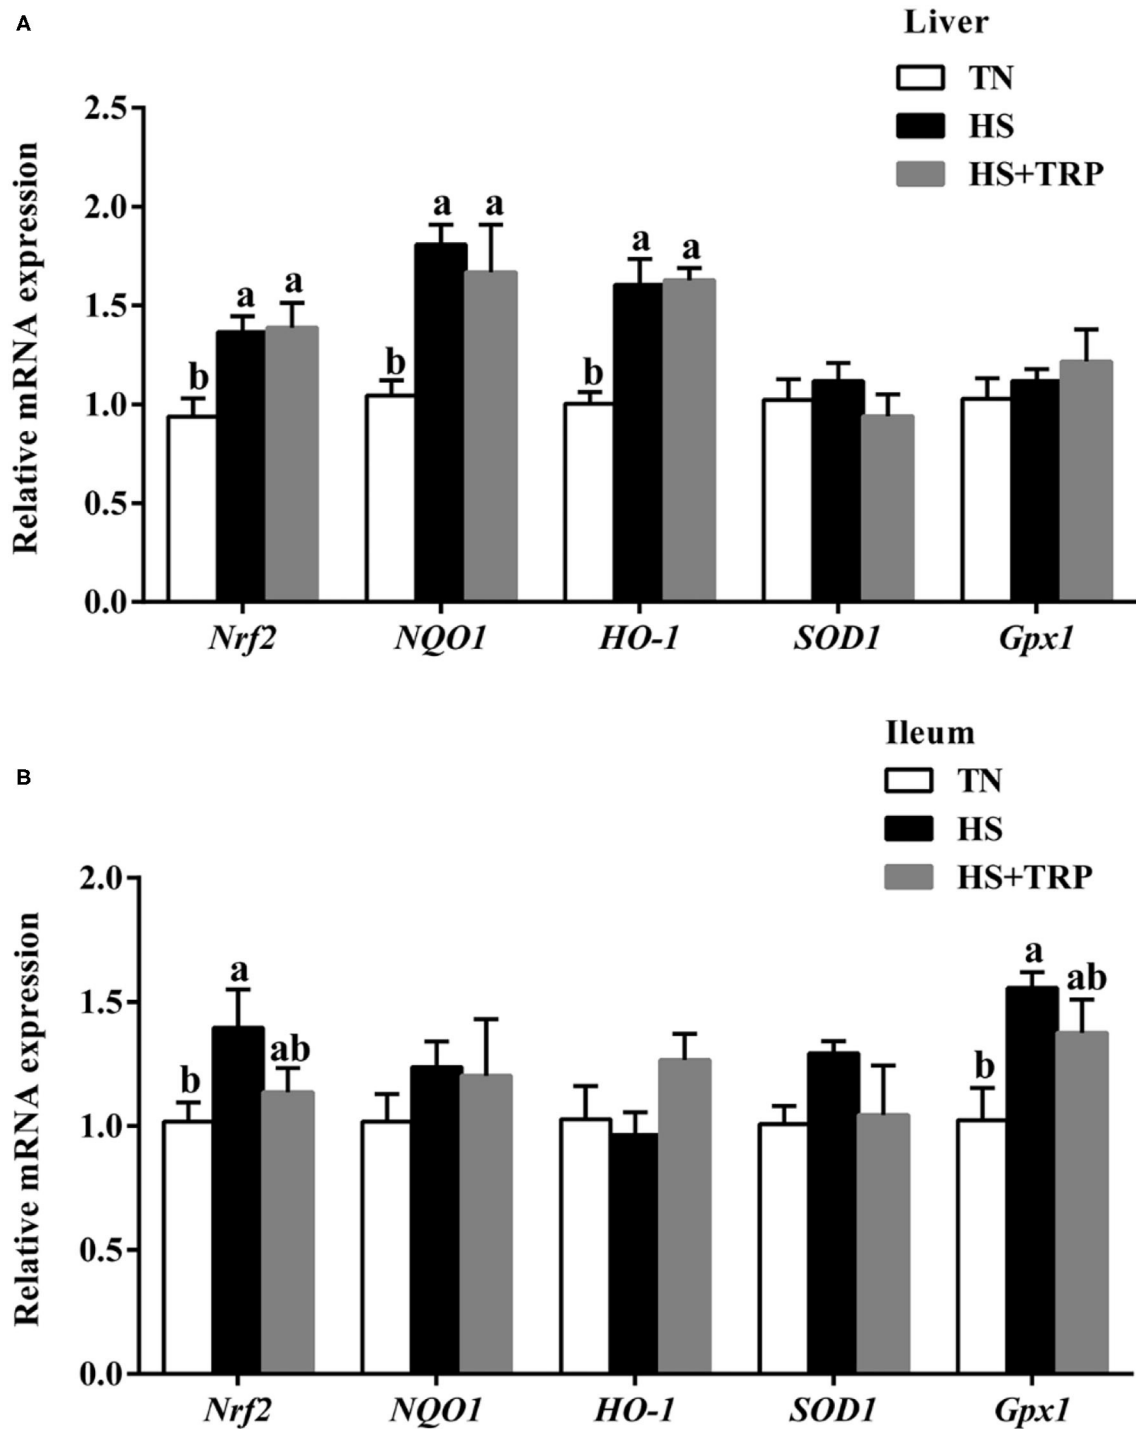 A
Liver
TN
HS
HS+TRP
Relative mRNA expression
2.5
2.0
1.5
1.0
0.5
0.0
b a a b a a b a a
Nrf2 NQO1 HO-1 SOD1 Gpx1
B
Ileum
TN
HS
HS+TRP
Relative mRNA expression
2.0
1.5
1.0
0.5
0.0
b a ab b a ab
Nrf2 NQO1 HO-1 SOD1 Gpx1